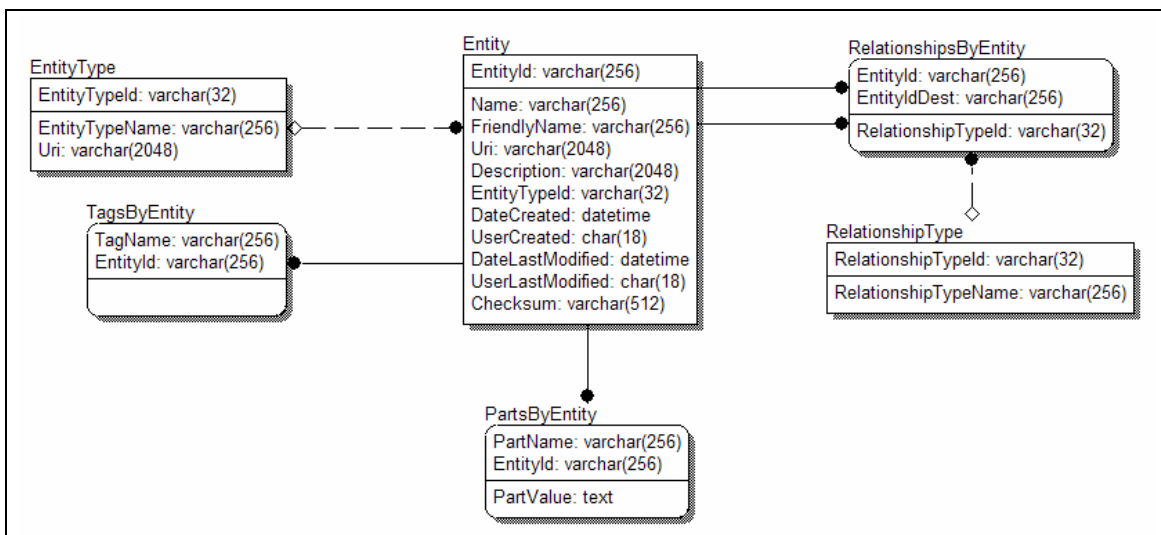 EntityType
EntityTypeId: varchar(32)
EntityTypeName: varchar(256)
Uri: varchar(2048)
TagsByEntity
TagName: varchar(256)
EntityId: varchar(256)
Entity
EntityId: varchar(256)
Name: varchar(256)
FriendlyName: varchar(256)
Uri: varchar(2048)
Description: varchar(2048)
EntityTypeId: varchar(32)
DateCreated: datetime
UserCreated: char(18)
DateLastModified: datetime
UserLastModified: char(18)
Checksum: varchar(512)
PartsByEntity
PartName: varchar(256)
EntityId: varchar(256)
PartValue: text
RelationshipsByEntity
EntityId: varchar(256)
EntityIdDest: varchar(256)
RelationshipTypeId: varchar(32)
RelationshipType
RelationshipTypeId: varchar(32)
RelationshipTypeName: varchar(256)